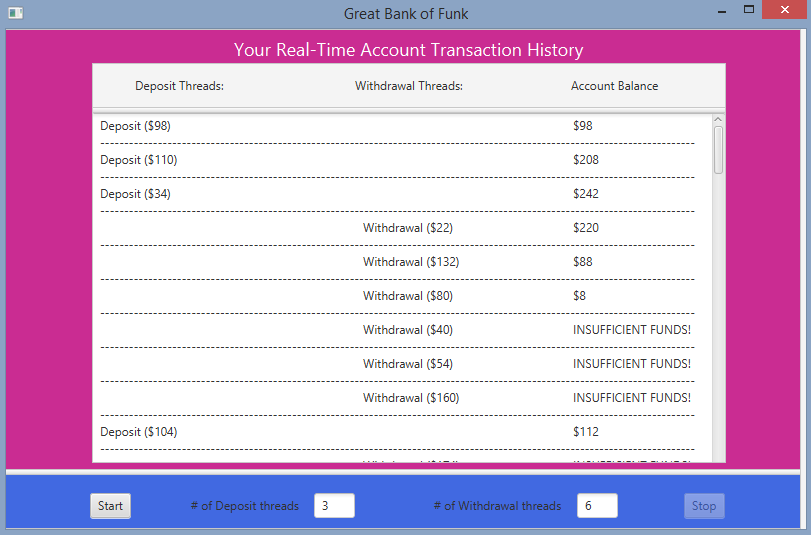 Great Bank of Funk
Your Real-Time Account Transaction History
Deposit Threads: Withdrawal Threads: Account Balance
Deposit ($98) $98
Deposit ($110) $208
Deposit ($34) $242
Withdrawal ($22) $220
Withdrawal ($132) $88
Withdrawal ($80) $8
Withdrawal ($40) INSUFFICIENT FUNDS!
Withdrawal ($54) INSUFFICIENT FUNDS!
Withdrawal ($160) INSUFFICIENT FUNDS!
Deposit ($104) $112
Start # of Deposit threads 3 # of Withdrawal threads 6 Stop